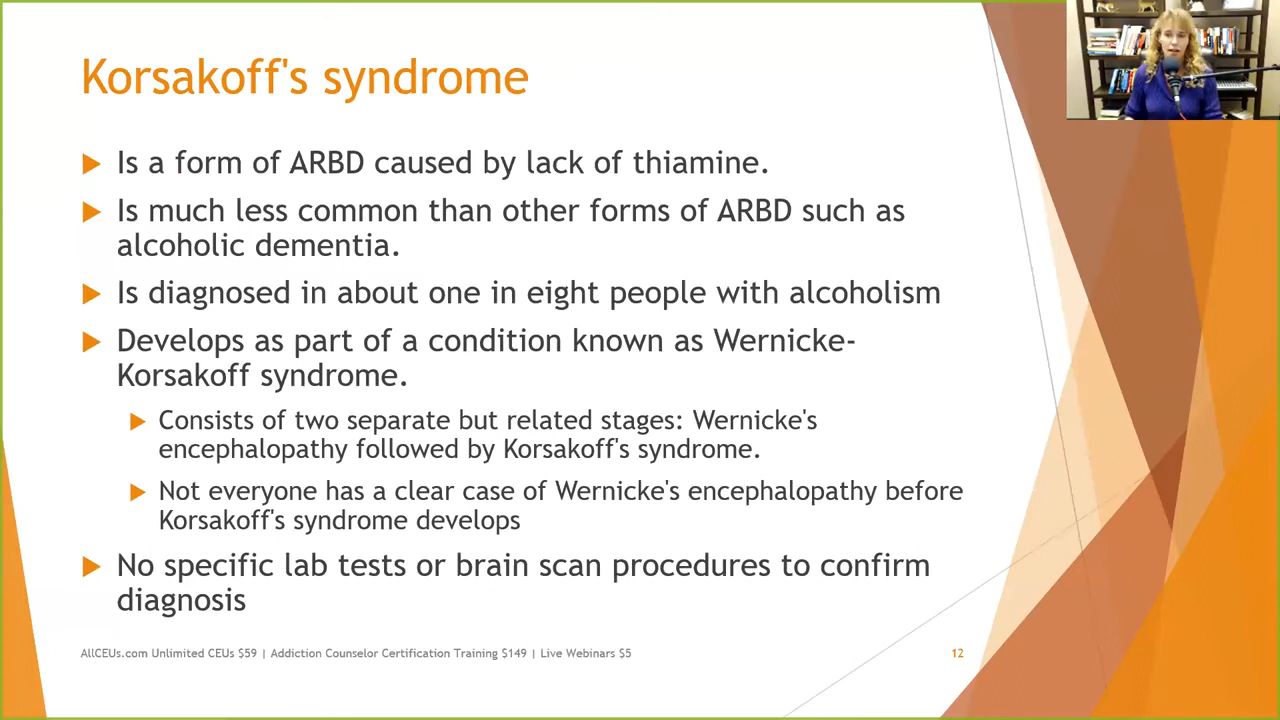 Korsakoff's syndrome
Is a form of ARBD caused by lack of thiamine.
Is much less common than other forms of ARBD such as
alcoholic dementia.
Is diagnosed in about one in eight people with alcoholism
Develops as part of a condition known as Wernicke-
Korsakoff syndrome.
Consists of two separate but related stages: Wernicke's
encephalopathy followed by Korsakoff's syndrome.
Not everyone has a clear case of Wernicke's encephalopathy before
Korsakoff's syndrome develops
No specific lab tests or brain scan procedures to confirm
diagnosis
AllCEUs.com Unlimited CEUs $59 | Addiction Counselor Certification Training $149 | Live Webinars $5
12